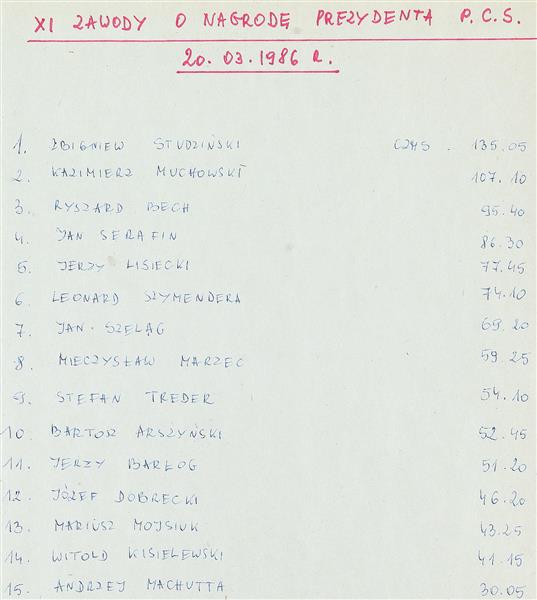 XI ZAWODY O NAGRODĘ PREZYDENTA P.C.S.
20.03.1986 R.
1. ZBIGNIEW STUDZIŃSKI CZAS. 135.05
2. KAZIMIERZ MUCHOWSKI 107.10
3. RYSZARD BECH 95.40
4. JAN SERAFIN 86.30
5. JERZY LISIECKI 77.45
6. LEONARD SZYMENDERA 74.10
7. JAN SZELĄG 69.20
8. MIECZYSŁAW MARZEC 59.25
9. STEFAN TREDER 54.10
10. BARTOSZ ARSZYŃSKI 52.45
11. JERZY BARŁOG 51.20
12. JÓZEF DOBRECKI 46.20
13. MARIUSZ MOJSIUK 43.25
14. WITOLD KISIELEWSKI 41.15
15. ANDRZEJ MACHUTTA 30.05